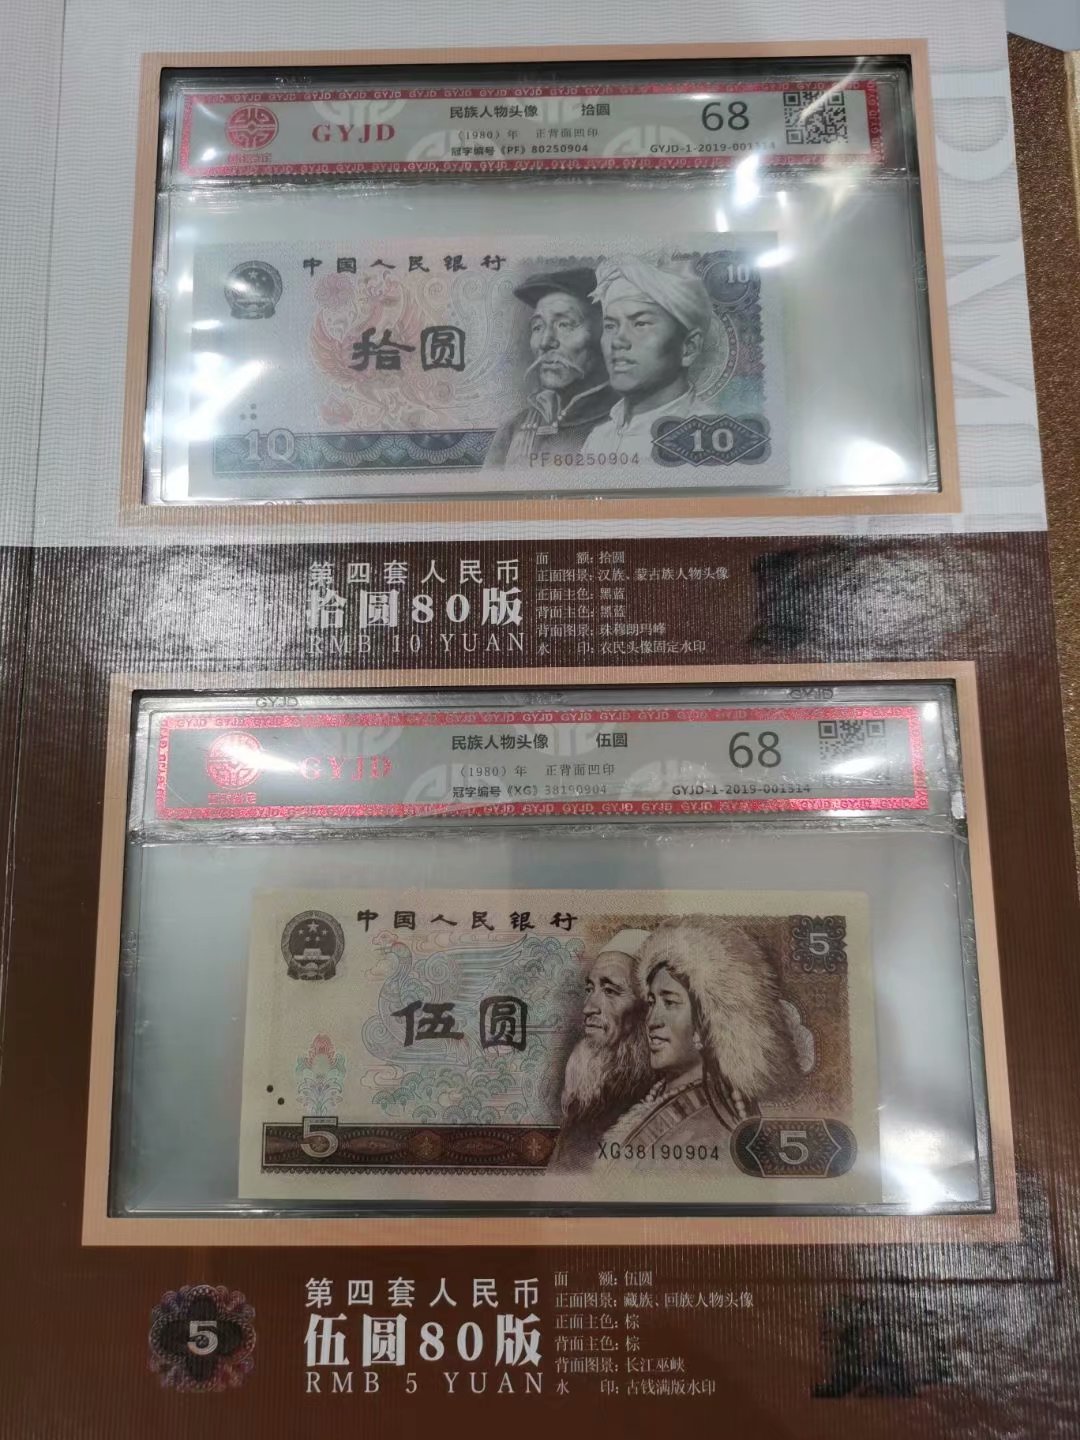 GYJD
民族人物头像 拾圆
68
(1980)年 正背面凹印
冠字编号《PF》80250904
GYJD-1-2019-001514
中国人民银行
10
拾圆
10
PF80250904
10
第四套人民币
拾圆80版
RMB 10 YUAN
面 额:拾圆
正面图景:汉族、蒙古族人物头像
正面主色:黑蓝
背面主色:黑蓝
背面图景:珠穆朗玛峰
水 印:农民头像固定水印
GYJD
GYJD
GYJD
民族人物头像 伍圆
68
(1980)年 正背面凹印
冠字编号《XG》38190904
GYJD-1-2019-001514
中国人民银行
5
伍圆
5
XG38190904
5
5
第四套人民币
伍圆80版
RMB 5 YUAN
面 额:伍圆
正面图景:藏族、回族人物头像
正面主色:棕
背面主色:棕
背面图景:长江巫峡
水 印:古钱满版水印